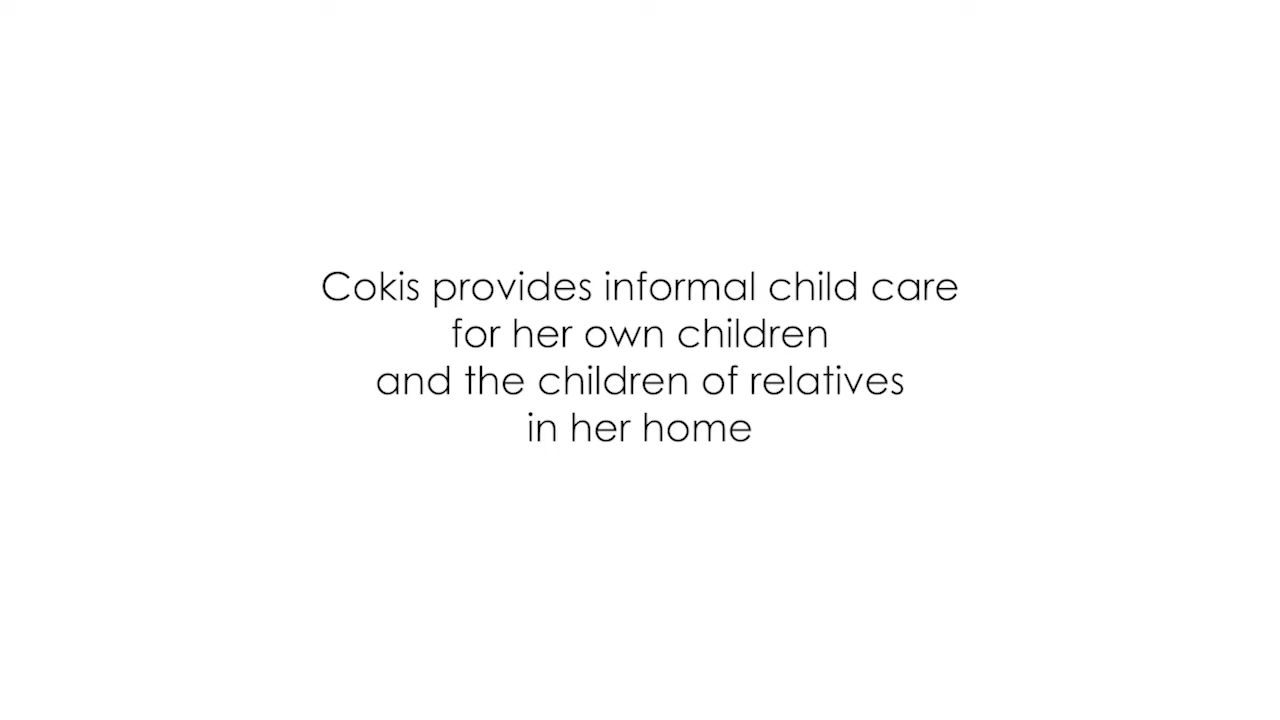 Cokis provides informal child care
for her own children
and the children of relatives
in her home